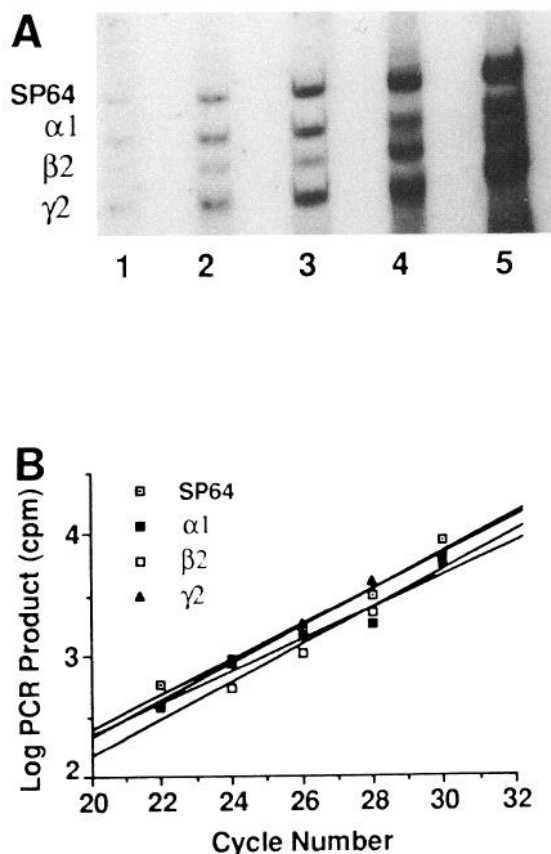 A
SP64
α1
β2
γ2
1 2 3 4 5
B
Log PCR Product (cpm)
SP64
α1
β2
γ2
4
3
2
20 22 24 26 28 30 32
Cycle Number